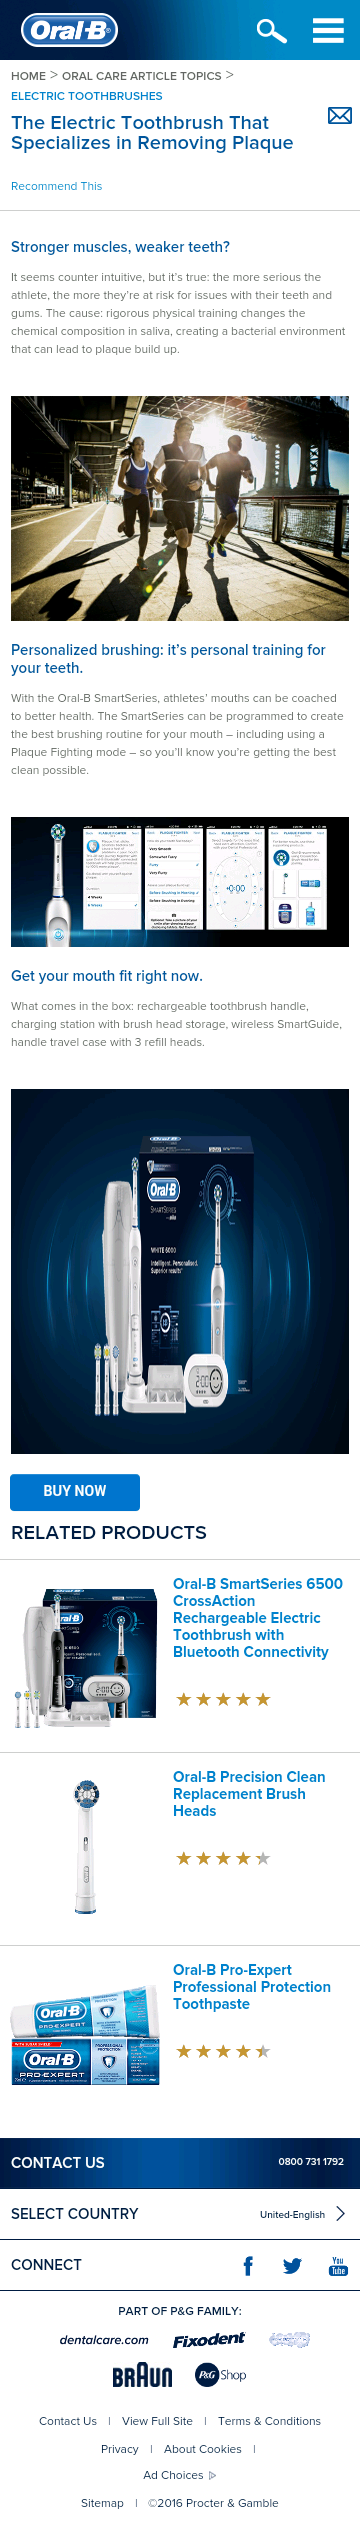 Oral-B
HOME > ORAL CARE ARTICLE TOPICS >
ELECTRIC TOOTHBRUSHES
The Electric Toothbrush That
Specializes in Removing Plaque
Recommend This
Stronger muscles, weaker teeth?
It seems counter intuitive, but it’s true: the more serious the
athlete, the more they’re at risk for issues with their teeth and
gums. The cause: rigorous physical training changes the
chemical composition in saliva, creating a bacterial environment
that can lead to plaque build up.
Personalized brushing: it’s personal training for
your teeth.
With the Oral-B SmartSeries, athletes’ mouths can be coached
to better health. The SmartSeries can be programmed to create
the best brushing routine for your mouth – including using a
Plaque Fighting mode – so you’ll know you’re getting the best
clean possible.
Get your mouth fit right now.
What comes in the box: rechargeable toothbrush handle,
charging station with brush head storage, wireless SmartGuide,
handle travel case with 3 refill heads.
Oral-B
SMARTSERIES
WHITE 6000
Intelligent. Personalised.
Superior
2:00
BUY NOW
RELATED PRODUCTS
Oral-B SmartSeries 6500
CrossAction
Rechargeable Electric
Toothbrush with
Bluetooth Connectivity
Oral-B Precision Clean
Replacement Brush
Heads
Oral-B Pro-Expert
Professional Protection
Toothpaste
Oral-B
PRO-EXPERT
Oral-B
PRO-EXPERT
CONTACT US
0800 731 1792
SELECT COUNTRY
United-English
CONNECT
You
Tube
PART OF P&G FAMILY:
dentalcare.com
Fixodent
BRAUN
P&G Shop
Contact Us | View Full Site | Terms & Conditions
Privacy | About Cookies |
Ad Choices
Sitemap | ©2016 Procter & Gamble